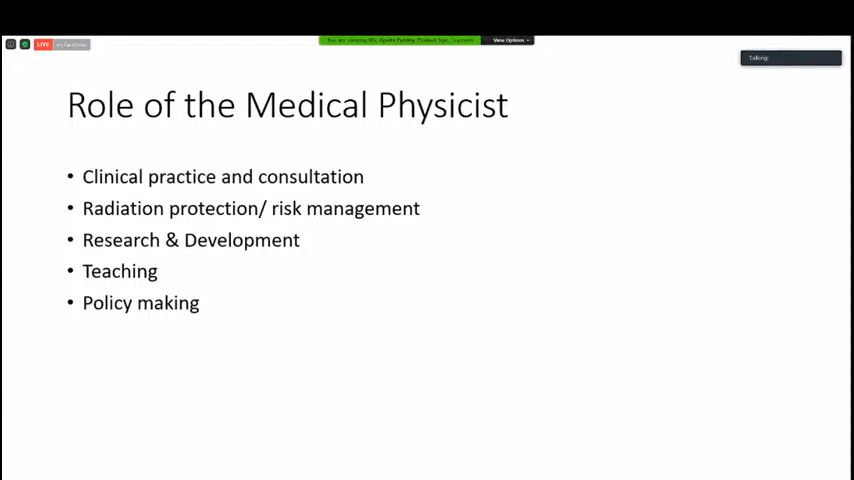 LIVE
View Options
Talking:
Role of the Medical Physicist
• Clinical practice and consultation
• Radiation protection/ risk management
• Research & Development
• Teaching
• Policy making